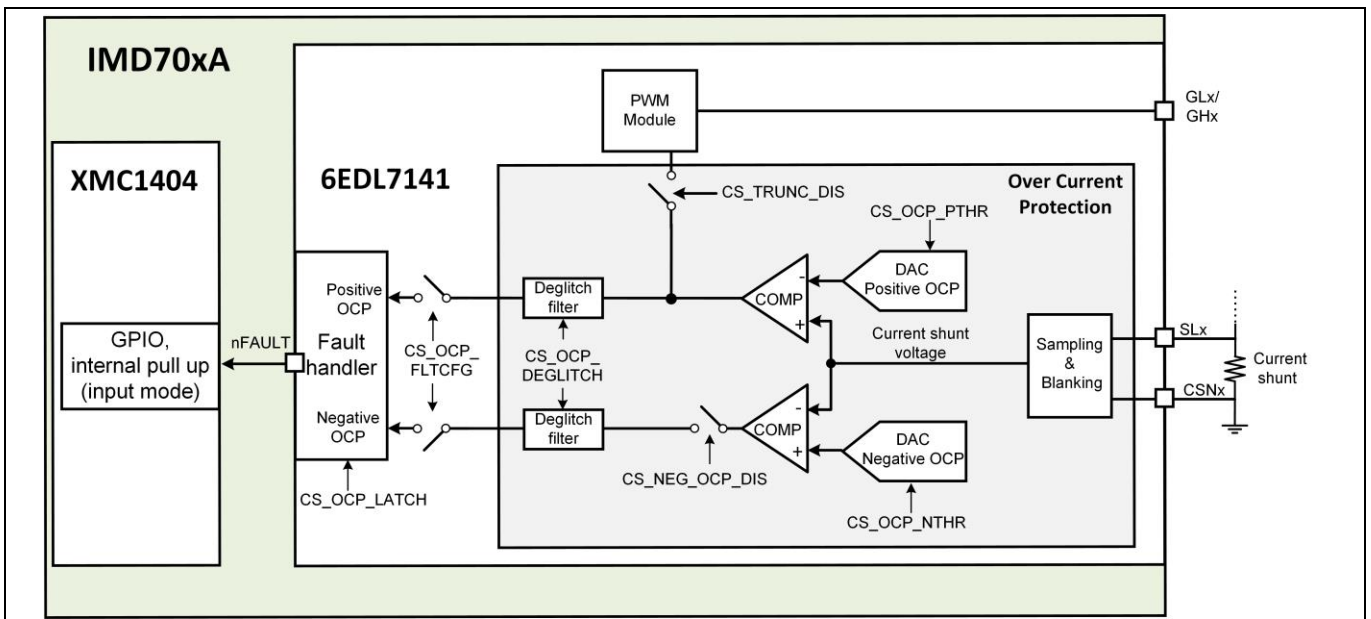 IMD70xA
PWM
Module
GLx/
GHx
XMC1404
6EDL7141
Over Current
Protection
CS_TRUNC_DIS
CS_OCP_PTHR
DAC
Positive OCP
-
COMP
+
Positive
OCP
Deglitch
filter
GPIO,
internal pull up
(input mode)
nFAULT
Fault
handler
CS_OCP_
FLTCFG
CS_OCP_
DEGLITCH
Current shunt
voltage
Sampling
&
Blanking
SLx
Current
shunt
CSNx
Negative
OCP
Deglitch
filter
-
COMP
+
DAC
Negative OCP
CS_NEG_OCP_DIS
CS_OCP_LATCH
CS_OCP_NTHR